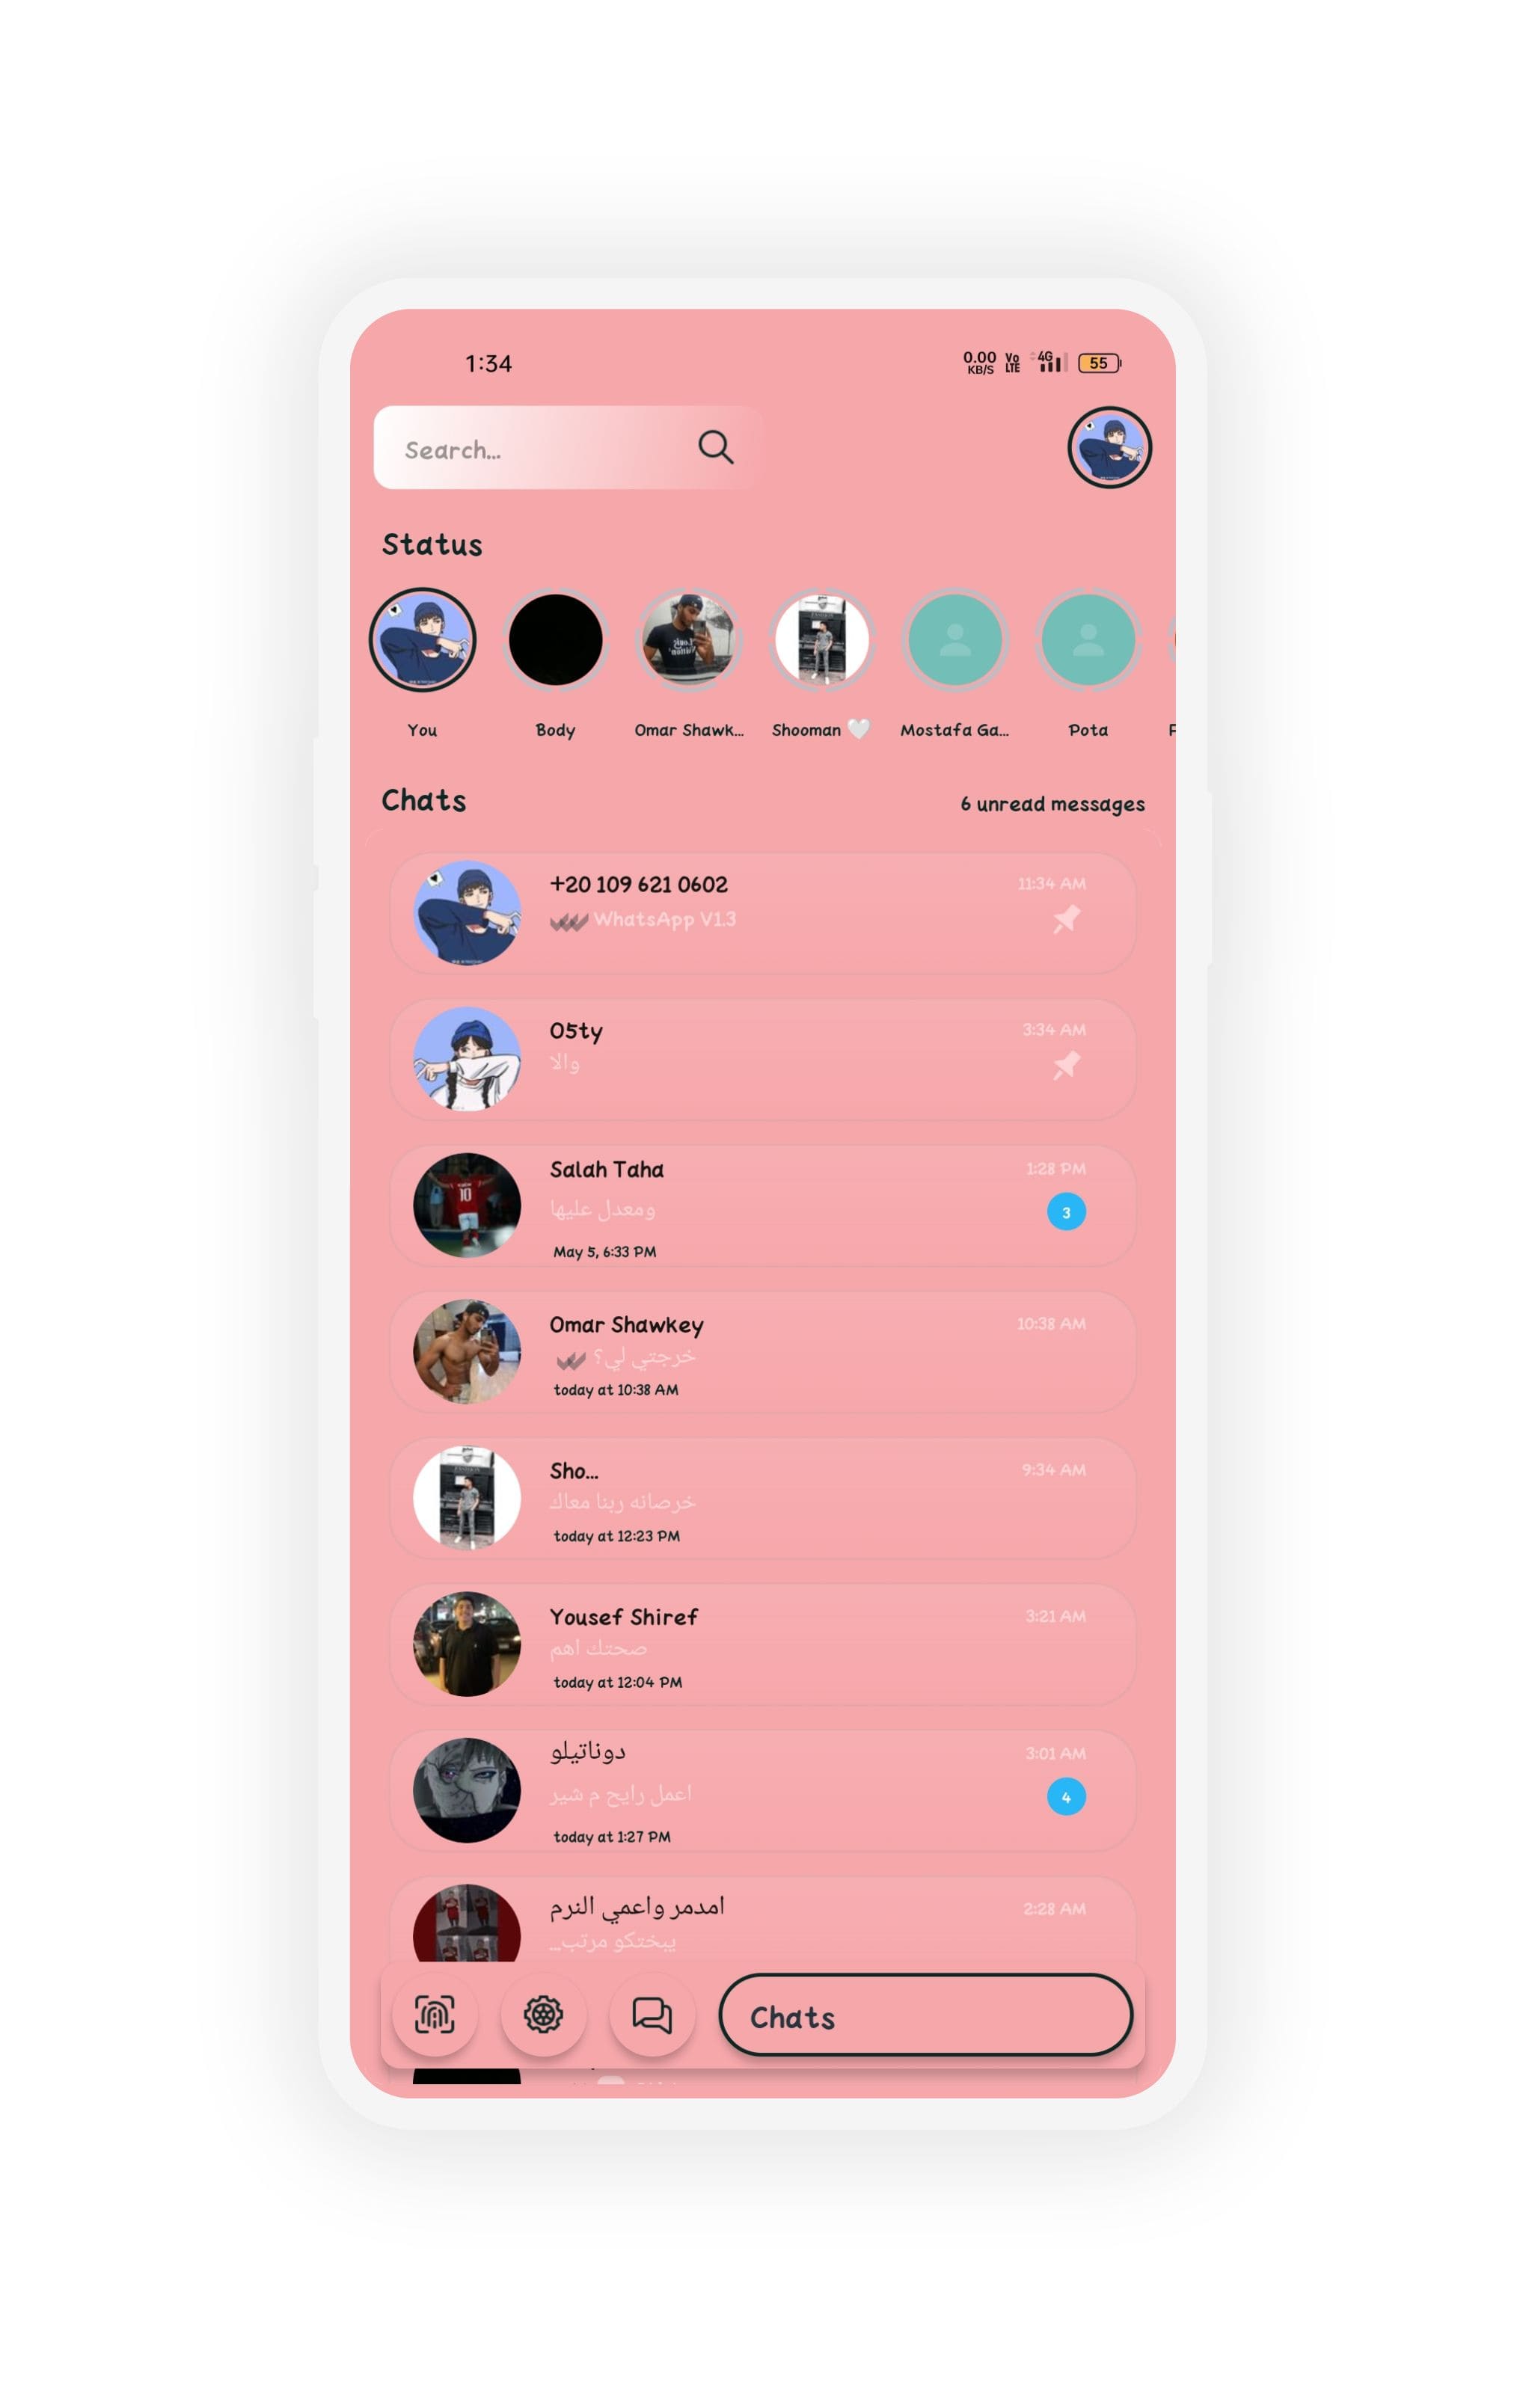 1:34
0.00 KB/S Vo LTE 4G 55
Search...
Status
You
Body
Omar Shawk...
Shooman 🤍
Mostafa Ga...
Pota
Chats
6 unread messages
+20 109 621 0602
11:34 AM
WhatsApp V1.3
O5ty
3:34 AM
والا
Salah Taha
1:28 PM
ومعدل عليها
3
May 5, 6:33 PM
Omar Shawkey
10:38 AM
خرجتي لي؟
today at 10:38 AM
Sho...
9:34 AM
خرصانه ربنا معاك
today at 12:23 PM
Yousef Shiref
3:21 AM
صحتك اهم
today at 12:04 PM
دوناتيلو
3:01 AM
اعمل رايح م شير
4
today at 1:27 PM
امدمر واعمي النرم
2:28 AM
يبختكو مرتب...
Chats